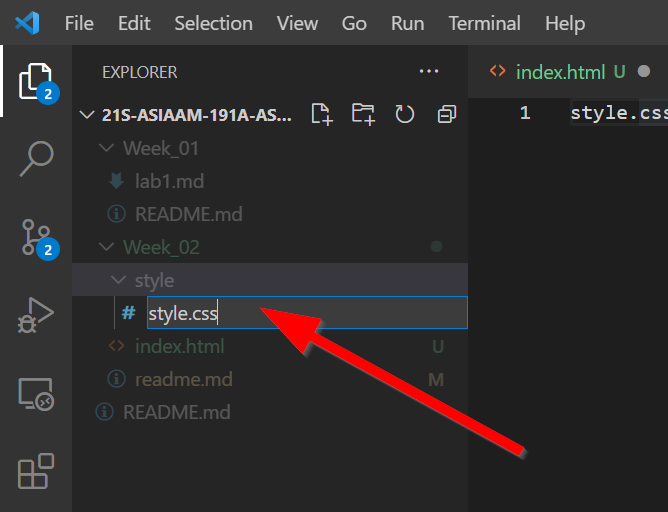 File Edit Selection View Go Run Terminal Help
EXPLORER ...
index.html U
21S-ASIAAM-191A-AS...
1 style.css
Week_01
lab1.md
README.md
Week_02
style
# style.css
index.html U
readme.md M
README.md
2
2